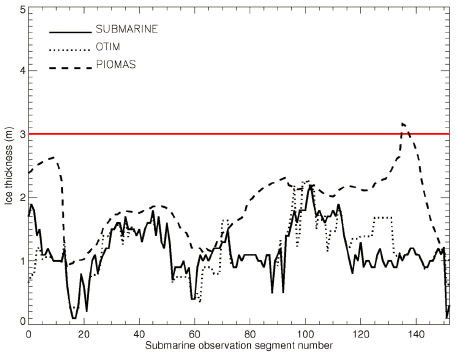 5
SUBMARINE
OTIM
PIOMAS
4
3
2
1
0
Ice thickness (m)
0 20 40 60 80 100 120 140
Submarine observation segment number